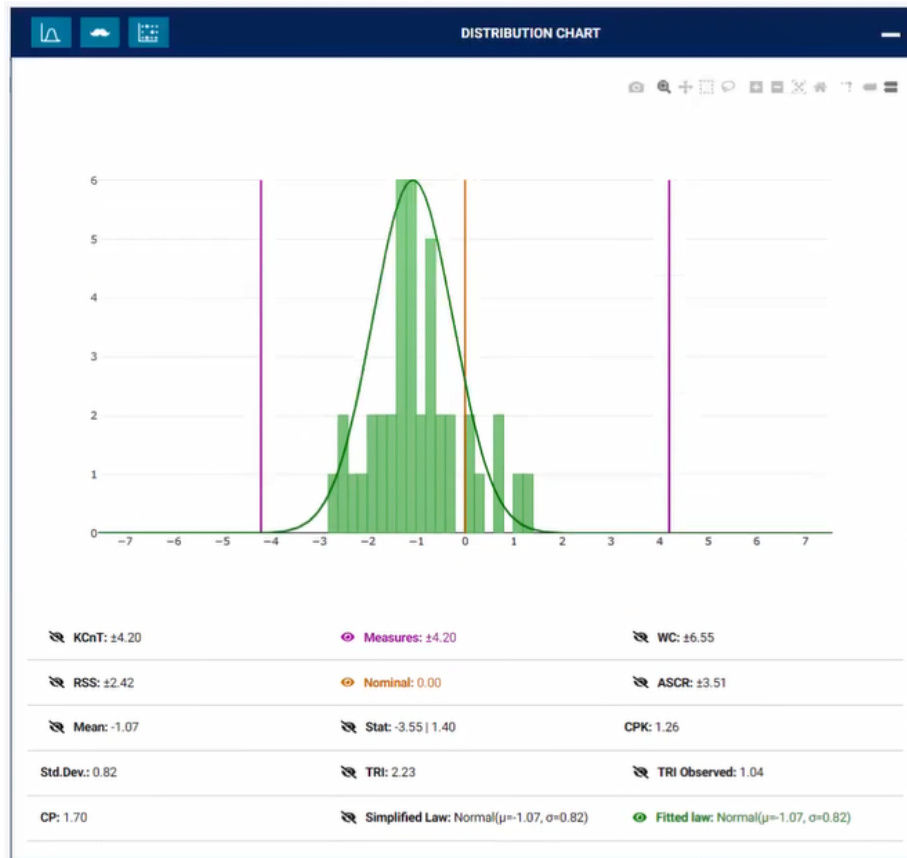 DISTRIBUTION CHART
6
5
4
3
2
1
0
−7 −6 −5 −4 −3 −2 −1 0 1 2 3 4 5 6 7
KCnT: ±4.20 Measures: ±4.20 WC: ±6.55
RSS: ±2.42 Nominal: 0.00 ASCR: ±3.51
Mean: -1.07 Stat: -3.55 | 1.40 CPK: 1.26
Std.Dev.: 0.82 TRI: 2.23 TRI Observed: 1.04
CP: 1.70 Simplified Law: Normal(μ=-1.07, σ=0.82) Fitted law: Normal(μ=-1.07, σ=0.82)